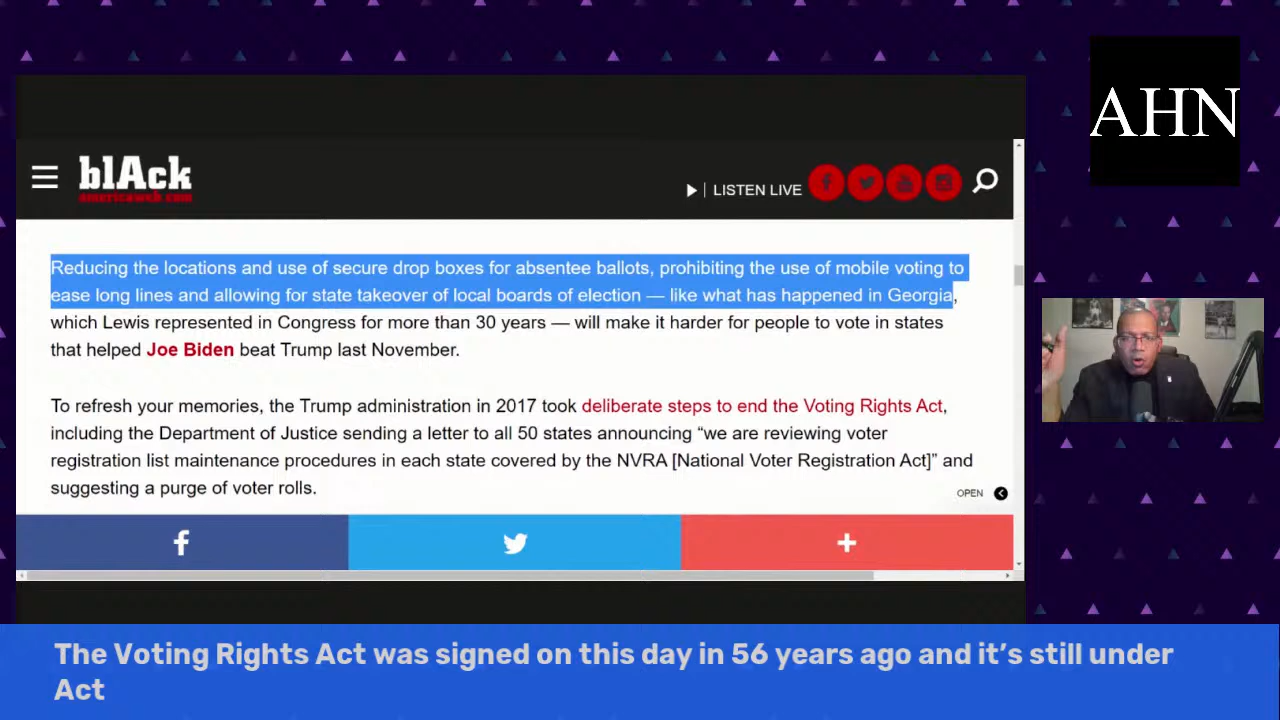 AHN
blAck
americaweb.com
LISTEN LIVE
Reducing the locations and use of secure drop boxes for absentee ballots, prohibiting the use of mobile voting to
ease long lines and allowing for state takeover of local boards of election — like what has happened in Georgia,
which Lewis represented in Congress for more than 30 years — will make it harder for people to vote in states
that helped Joe Biden beat Trump last November.
To refresh your memories, the Trump administration in 2017 took deliberate steps to end the Voting Rights Act,
including the Department of Justice sending a letter to all 50 states announcing “we are reviewing voter
registration list maintenance procedures in each state covered by the NVRA [National Voter Registration Act]” and
suggesting a purge of voter rolls.
OPEN
The Voting Rights Act was signed on this day in 56 years ago and it’s still under
Act